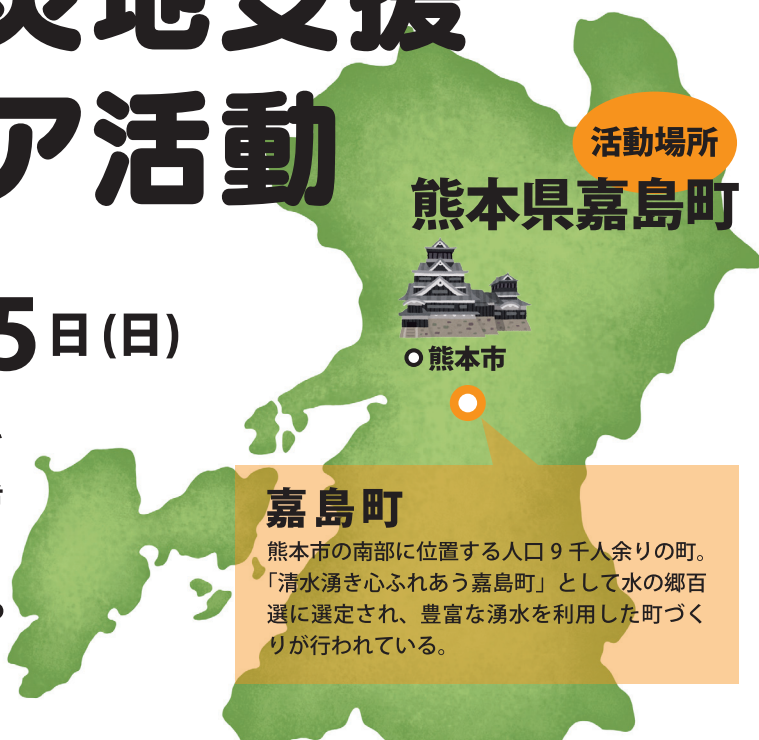 災地支援
ア活動
活動場所
熊本県嘉島町
5日(日)
熊本市
嘉島町
熊本市の南部に位置する人口9千人余りの町。
「清水湧き心ふれあう嘉島町」として水の郷百
選に選定され、豊富な湧水を利用した町づく
りが行われている。